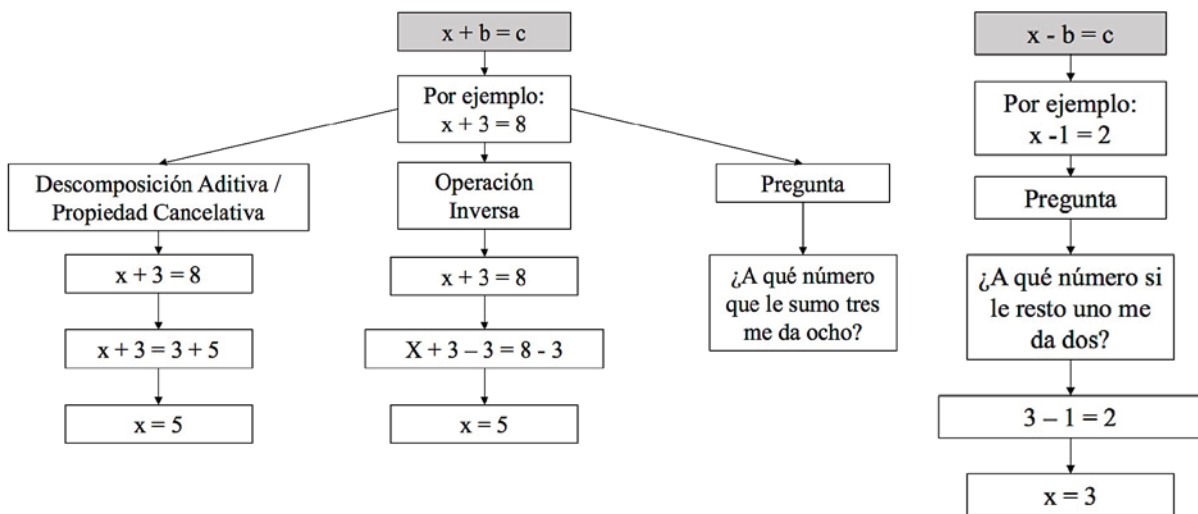 x + b = c
Por ejemplo:
x + 3 = 8
Descomposición Aditiva /
Propiedad Cancelativa
x + 3 = 8
x + 3 = 3 + 5
x = 5
Operación
Inversa
x + 3 = 8
X + 3 – 3 = 8 - 3
x = 5
Pregunta
¿A qué número
que le sumo tres
me da ocho?
x - b = c
Por ejemplo:
x -1 = 2
Pregunta
¿A qué número si
le resto uno me
da dos?
3 – 1 = 2
x = 3